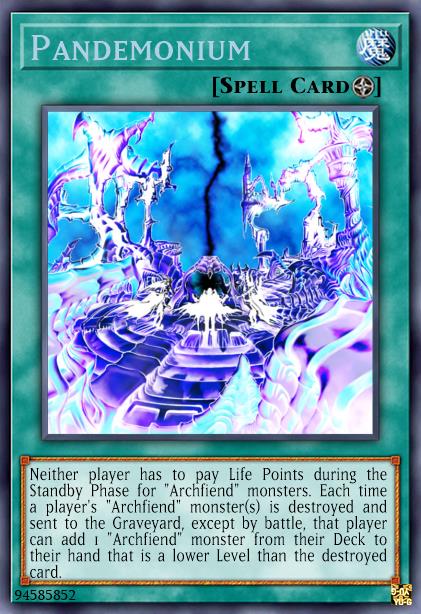 Pandemonium
魔
[Spell Card]
Neither player has to pay Life Points during the
Standby Phase for "Archfiend" monsters. Each time
a player's "Archfiend" monster(s) is destroyed and
sent to the Graveyard, except by battle, that player
can add 1 "Archfiend" monster from their Deck to
their hand that is a lower Level than the destroyed
card.
94585852